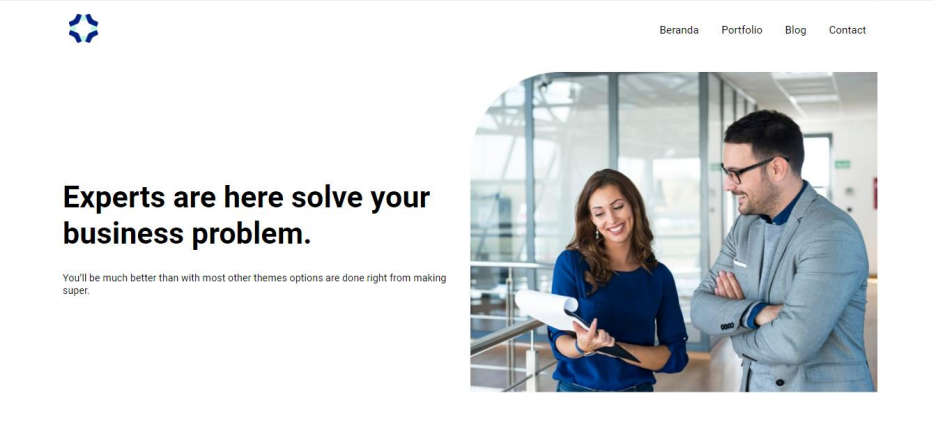 Beranda Portfolio Blog Contact
Experts are here solve your
business problem.
You'll be much better than with most other themes options are done right from making
super.